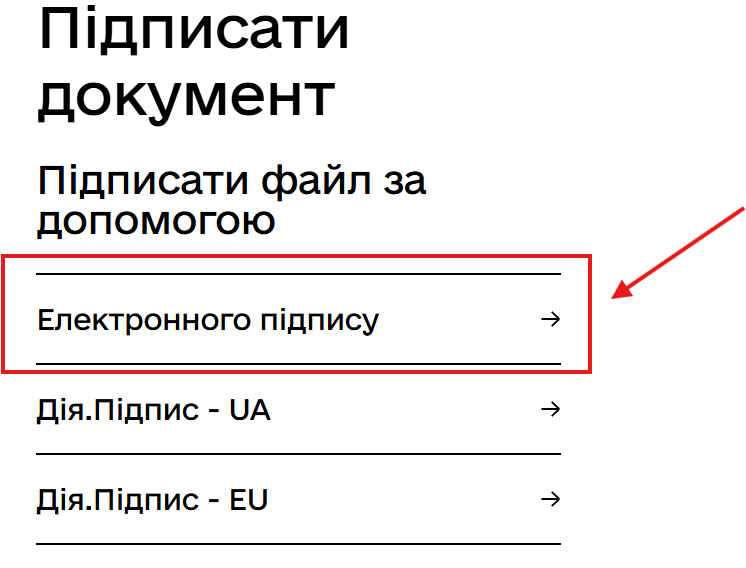 Підписати
документ
Підписати файл за
допомогою
Електронного підпису
Дія.Підпис - UA
Дія.Підпис - EU